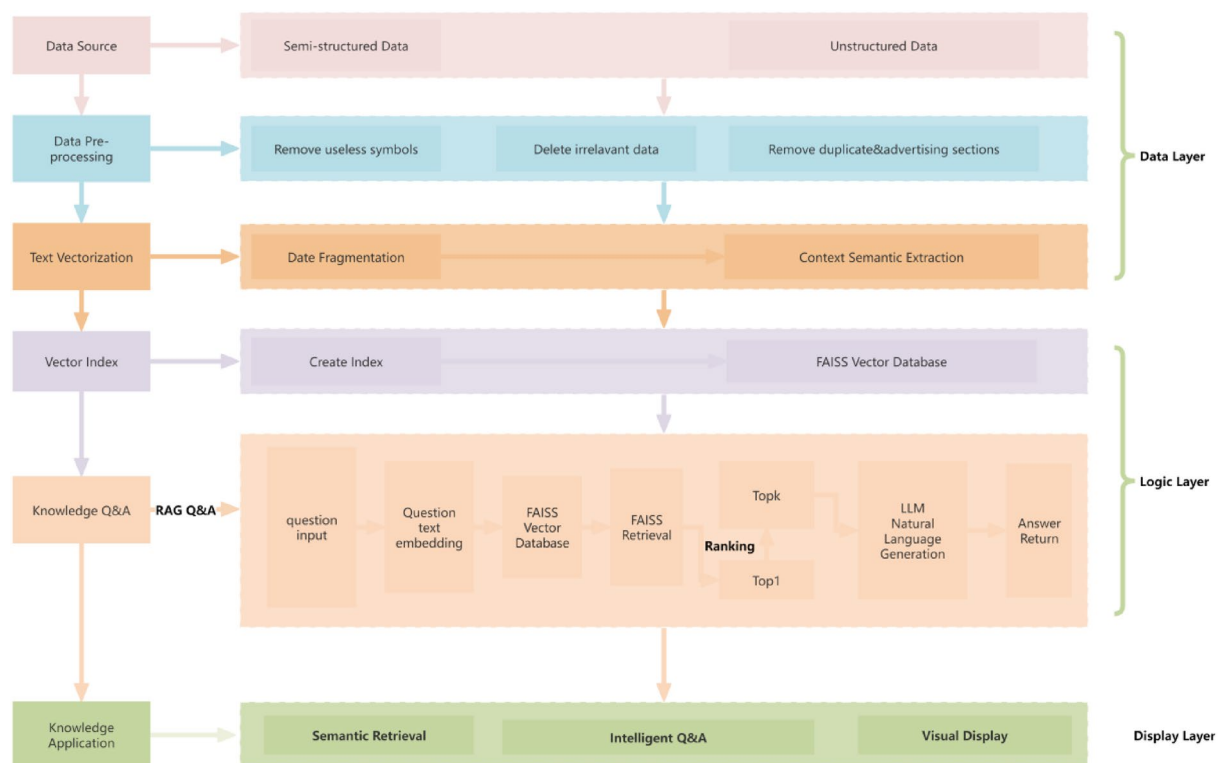 Data Source
Semi-structured Data
Unstructured Data
Data Pre-
processing
Remove useless symbols
Delete irrelavant data
Remove duplicate&advertising sections
Data Layer
Text Vectorization
Date Fragmentation
Context Semantic Extraction
Vector Index
Create Index
FAISS Vector Database
Knowledge Q&A
RAG Q&A
question
input
Question
text
embedding
FAISS
Vector
Database
FAISS
Retrieval
Ranking
Topk
Top1
LLM
Natural
Language
Generation
Answer
Return
Logic Layer
Knowledge
Application
Semantic Retrieval
Intelligent Q&A
Visual Display
Display Layer